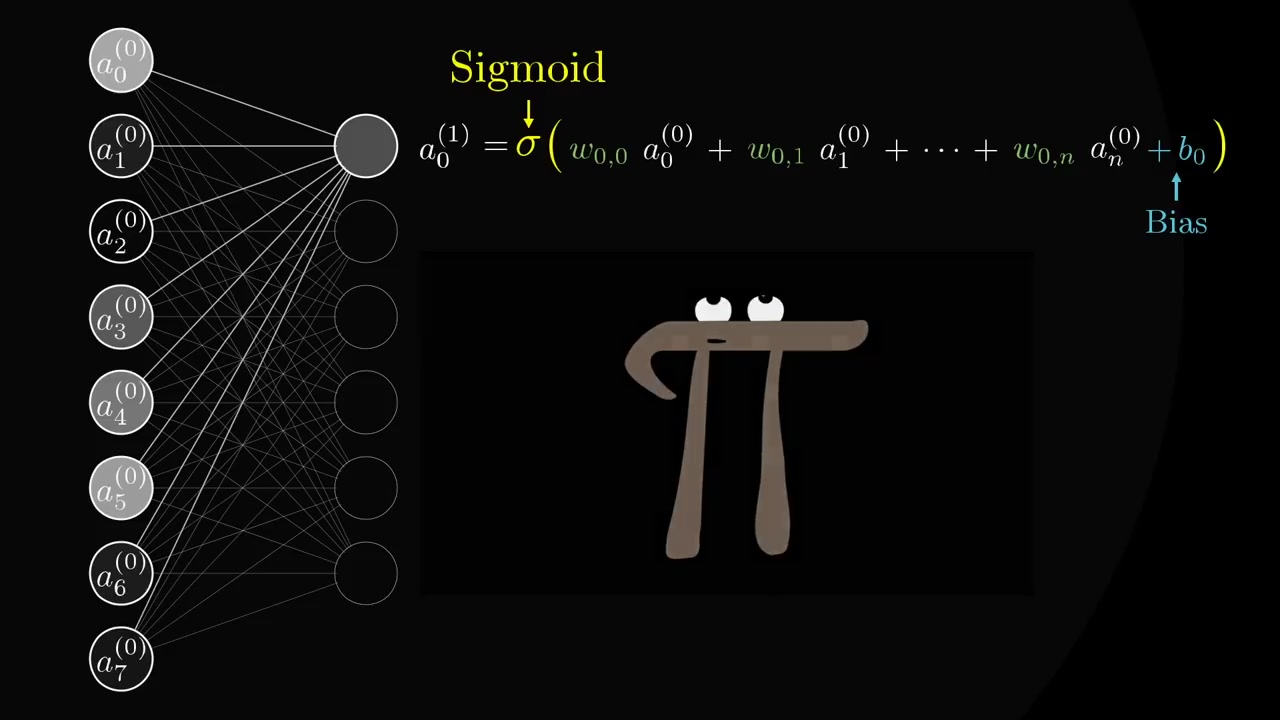 Sigmoid
a_0^{(1)} = σ( w_{0,0} a_0^{(0)} + w_{0,1} a_1^{(0)} + ⋯ + w_{0,n} a_n^{(0)} + b_0 )
Bias
a_0^{(0)}
a_1^{(0)}
a_2^{(0)}
a_3^{(0)}
a_4^{(0)}
a_5^{(0)}
a_6^{(0)}
a_7^{(0)}